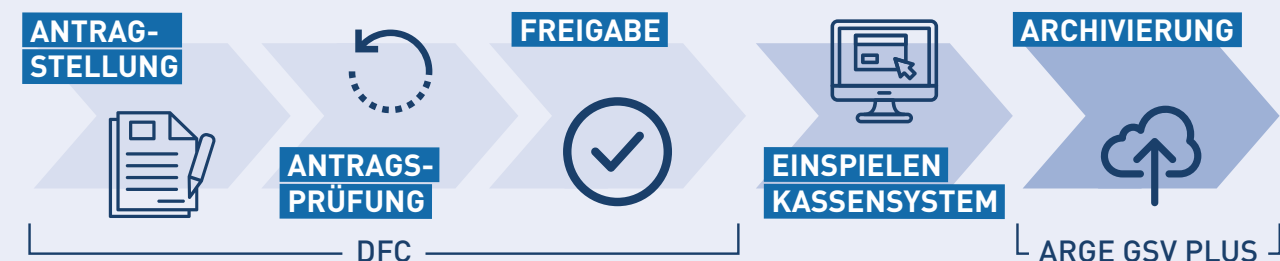 ANTRAG-
STELLUNG
ANTRAGS-
PRÜFUNG
FREIGABE
EINSPIELEN
KASSENSYSTEM
ARCHIVIERUNG
DFC
ARGE GSV PLUS